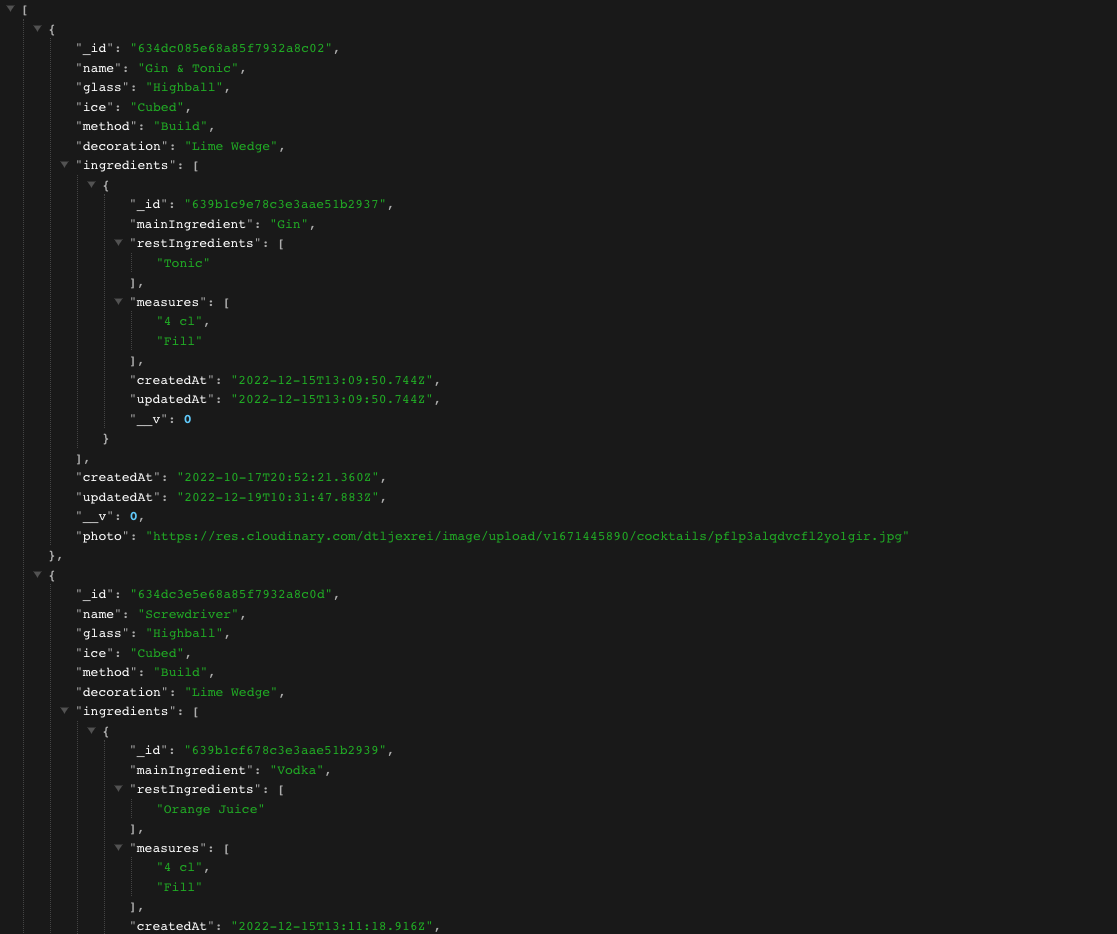 [
{
"_id": "634dc085e68a85f7932a8c02",
"name": "Gin & Tonic",
"glass": "Highball",
"ice": "Cubed",
"method": "Build",
"decoration": "Lime Wedge",
"ingredients": [
{
"_id": "639b1c9e78c3e3aae51b2937",
"mainIngredient": "Gin",
"restIngredients": [
"Tonic"
],
"measures": [
"4 cl",
"Fill"
],
"createdAt": "2022-12-15T13:09:50.744Z",
"updatedAt": "2022-12-15T13:09:50.744Z",
"__v": 0
}
],
"createdAt": "2022-10-17T20:52:21.360Z",
"updatedAt": "2022-12-19T10:31:47.883Z",
"__v": 0,
"photo": "https://res.cloudinary.com/dtljexrei/image/upload/v1671445890/cocktails/pflp3alqdvcfl2yo1gir.jpg"
},
{
"_id": "634dc3e5e68a85f7932a8c0d",
"name": "Screwdriver",
"glass": "Highball",
"ice": "Cubed",
"method": "Build",
"decoration": "Lime Wedge",
"ingredients": [
{
"_id": "639b1cf678c3e3aae51b2939",
"mainIngredient": "Vodka",
"restIngredients": [
"Orange Juice"
],
"measures": [
"4 cl",
"Fill"
],
"createdAt": "2022-12-15T13:11:18.916Z",